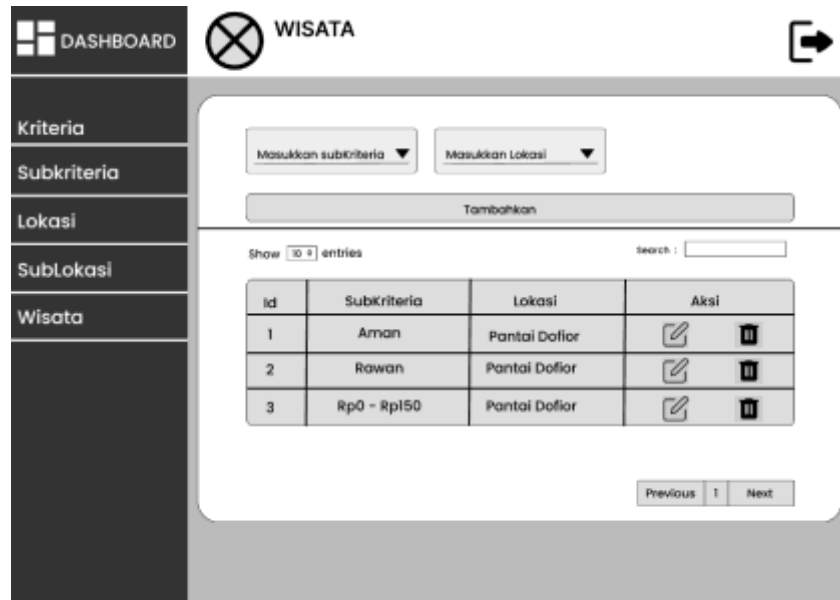 DASHBOARD
WISATA
Kriteria
Subkriteria
Lokasi
SubLokasi
Wisata
Masukkan subKriteria
Masukkan Lokasi
Tambahkan
Show 10 entries
Search :
Id SubKriteria Lokasi Aksi
1 Aman Pantai Dofior
2 Rawan Pantai Dofior
3 Rp0 - Rp150 Pantai Dofior
Previous 1 Next